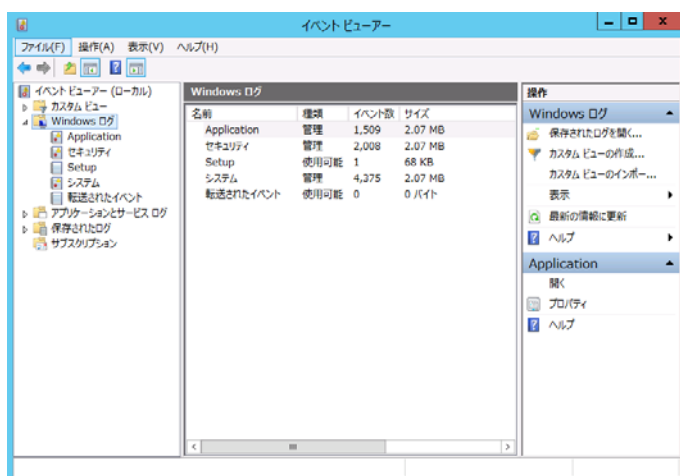 イベント ビューアー
ファイル(F) 操作(A) 表示(V) ヘルプ(H)
イベント ビューアー (ローカル)
カスタム ビュー
Windows ログ
Application
セキュリティ
Setup
システム
転送されたイベント
アプリケーションとサービス ログ
保存されたログ
サブスクリプション
Windows ログ
名前 種類 イベント数 サイズ
Application 管理 1,509 2.07 MB
セキュリティ 管理 2,008 2.07 MB
Setup 使用可能 1 68 KB
システム 管理 4,375 2.07 MB
転送されたイベント 使用可能 0 0 バイト
操作
Windows ログ
保存されたログを開く...
カスタム ビューの作成...
カスタム ビューのインポー...
表示
最新の情報に更新
ヘルプ
Application
開く
プロパティ
ヘルプ